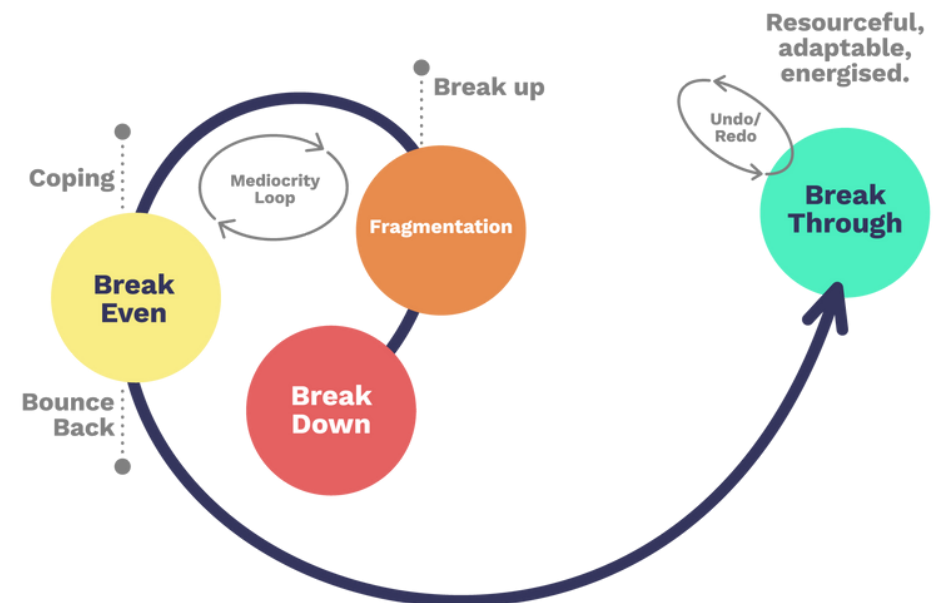 Resourceful,
adaptable,
energised.
Undo/
Redo
Break
Through
Break up
Coping
Mediocrity
Loop
Fragmentation
Break
Even
Bounce
Back
Break
Down